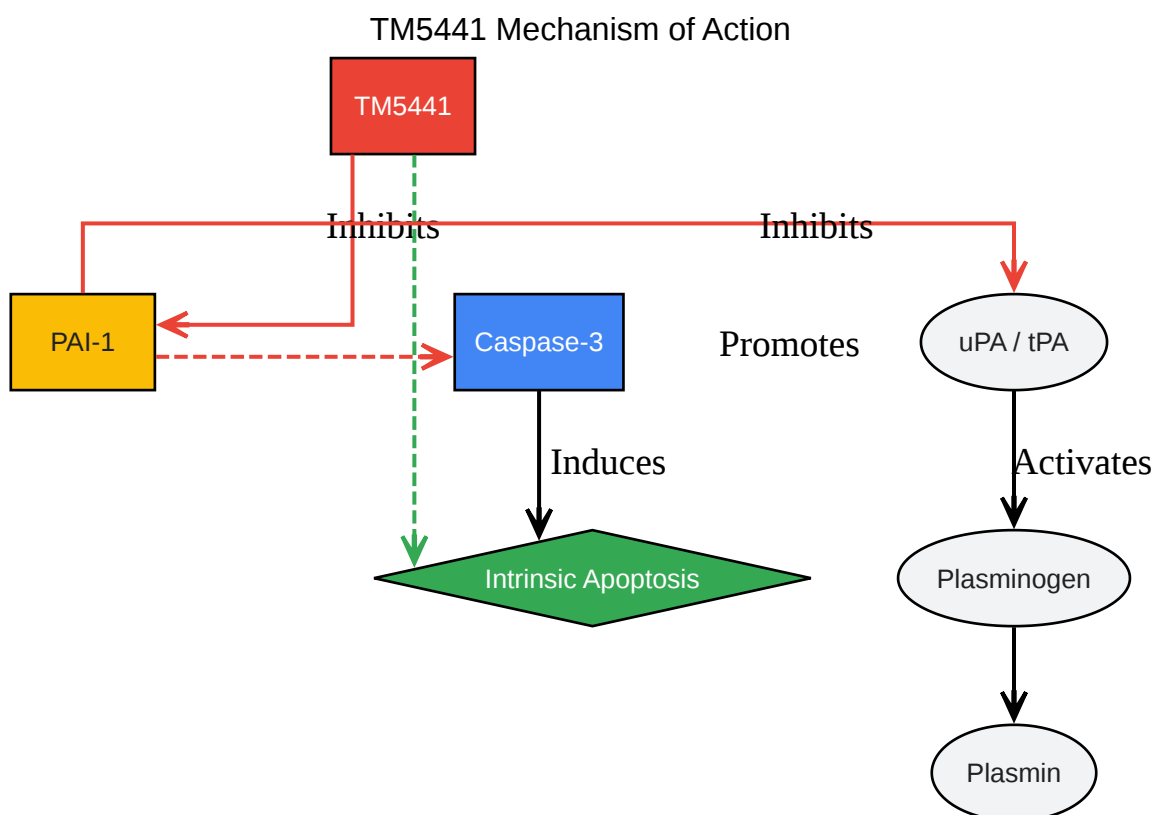 TM5441 Mechanism of Action
TM5441
Inhibits
Inhibits
PAI-1
Caspase-3
Promotes
uPA / tPA
Induces
Activates
Intrinsic Apoptosis
Plasminogen
Plasmin